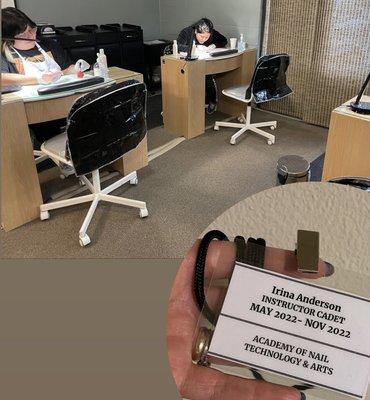 Irina Anderson
INSTRUCTOR CADET
MAY 2022- NOV 2022
ACADEMY OF NAIL
TECHNOLOGY & ARTS